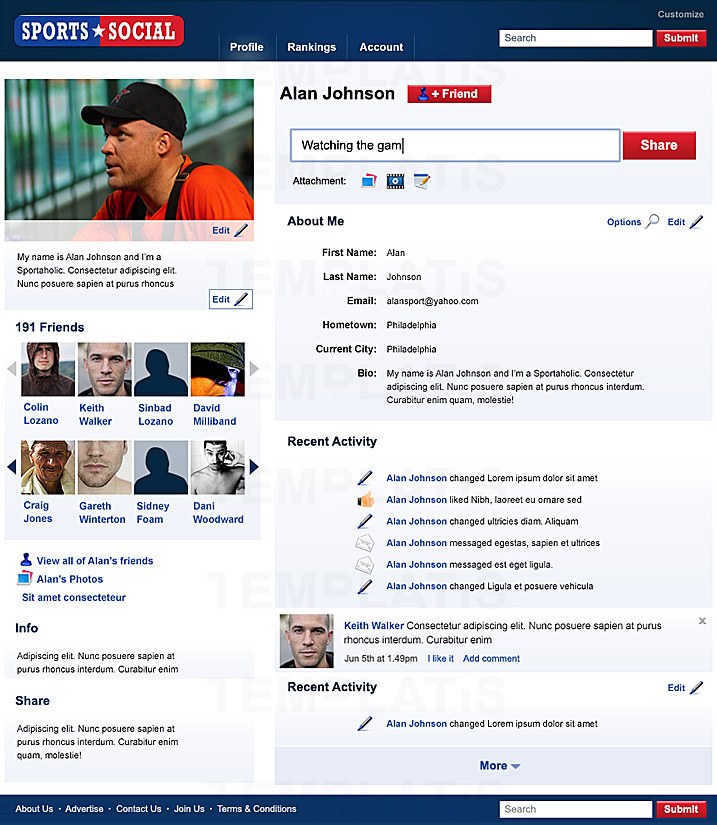 SPORTS★SOCIAL
Customize
Profile
Rankings
Account
Search
Submit
Edit
My name is Alan Johnson and I'm a
Sportaholic. Consectetur adipiscing elit.
Nunc posuere sapien at purus rhoncus
Edit
191 Friends
Colin
Lozano
Keith
Walker
Sinbad
Lozano
David
Milliband
Craig
Jones
Gareth
Winterton
Sidney
Foam
Dani
Woodward
View all of Alan's friends
Alan's Photos
Sit amet consecteteur
Info
Adipiscing elit. Nunc posuere sapien at
purus rhoncus interdum. Curabitur enim
Share
Adipiscing elit. Nunc posuere sapien at
purus rhoncus interdum. Curabitur enim
quam, molestie!
Alan Johnson
+ Friend
Watching the gam
Share
Attachment:
About Me
Options
Edit
First Name: Alan
Last Name: Johnson
Email: alansport@yahoo.com
Hometown: Philadelphia
Current City: Philadelphia
Bio: My name is Alan Johnson and I'm a Sportaholic. Consectetur
adipiscing elit. Nunc posuere sapien at purus rhoncus interdum.
Curabitur enim quam, molestie!
Recent Activity
Alan Johnson changed Lorem ipsum dolor sit amet
Alan Johnson liked Nibh, laoreet eu ornare sed
Alan Johnson changed ultricies diam. Aliquam
Alan Johnson messaged egestas, sapien et ultrices
Alan Johnson messaged est eget ligula.
Alan Johnson changed Ligula et posuere vehicula
Keith Walker Consectetur adipiscing elit. Nunc posuere sapien at purus
rhoncus interdum. Curabitur enim
x
Jun 5th at 1.49pm
I like it
Add comment
Recent Activity
Edit
Alan Johnson changed Lorem ipsum dolor sit amet
More
About Us • Advertise • Contact Us • Join Us • Terms & Conditions
Search
Submit
TEMPLATIS
TEMPLATIS
TEMPLATIS
TEMPLATIS
TEMPLATIS
TEMPLATIS
TEMPLATIS